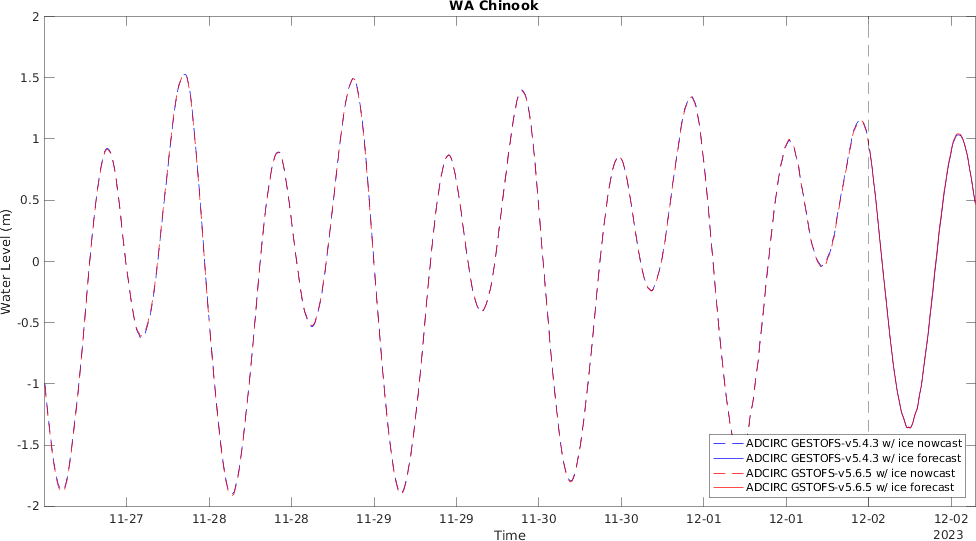 WA Chinook
Water Level (m)
2
1.5
1
0.5
0
-0.5
-1
-1.5
-2
ADCIRC GESTOFS-v5.4.3 w/ ice nowcast
ADCIRC GESTOFS-v5.4.3 w/ ice forecast
ADCIRC GSTOFS-v5.6.5 w/ ice nowcast
ADCIRC GSTOFS-v5.6.5 w/ ice forecast
11-27 11-28 11-28 11-29 11-29 11-30 11-30 12-01 12-01 12-02 12-02
2023
Time